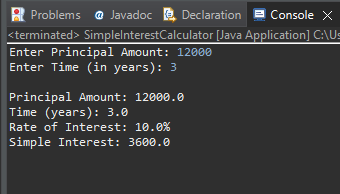 Problems Javadoc Declaration Console
<terminated> SimpleInterestCalculator [Java Application] C:\Us
Enter Principal Amount: 12000
Enter Time (in years): 3
Principal Amount: 12000.0
Time (years): 3.0
Rate of Interest: 10.0%
Simple Interest: 3600.0